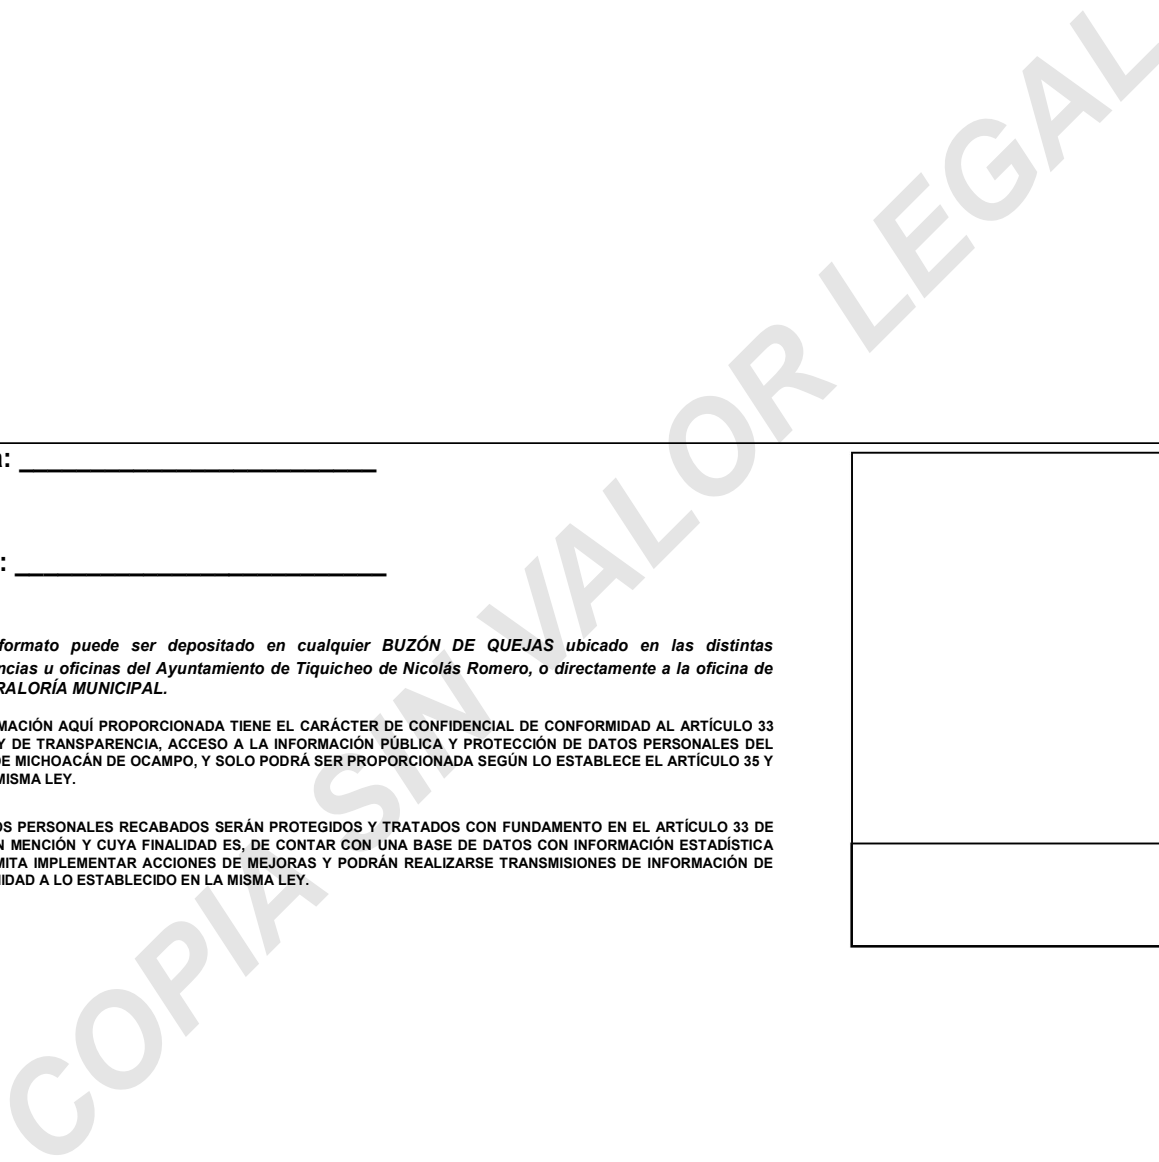 : ________________________
: _________________________
formato puede ser depositado en cualquier BUZÓN DE QUEJAS ubicado en las distintas
ncias u oficinas del Ayuntamiento de Tiquicheo de Nicolás Romero, o directamente a la oficina de
RALORÍA MUNICIPAL.
MACIÓN AQUÍ PROPORCIONADA TIENE EL CARÁCTER DE CONFIDENCIAL DE CONFORMIDAD AL ARTÍCULO 33
Y DE TRANSPARENCIA, ACCESO A LA INFORMACIÓN PÚBLICA Y PROTECCIÓN DE DATOS PERSONALES DEL
DE MICHOACÁN DE OCAMPO, Y SOLO PODRÁ SER PROPORCIONADA SEGÚN LO ESTABLECE EL ARTÍCULO 35 Y
MISMA LEY.
OS PERSONALES RECABADOS SERÁN PROTEGIDOS Y TRATADOS CON FUNDAMENTO EN EL ARTÍCULO 33 DE
N MENCIÓN Y CUYA FINALIDAD ES, DE CONTAR CON UNA BASE DE DATOS CON INFORMACIÓN ESTADÍSTICA
MITA IMPLEMENTAR ACCIONES DE MEJORAS Y PODRÁN REALIZARSE TRANSMISIONES DE INFORMACIÓN DE
MIDAD A LO ESTABLECIDO EN LA MISMA LEY.
COPIA SIN VALOR LEGAL